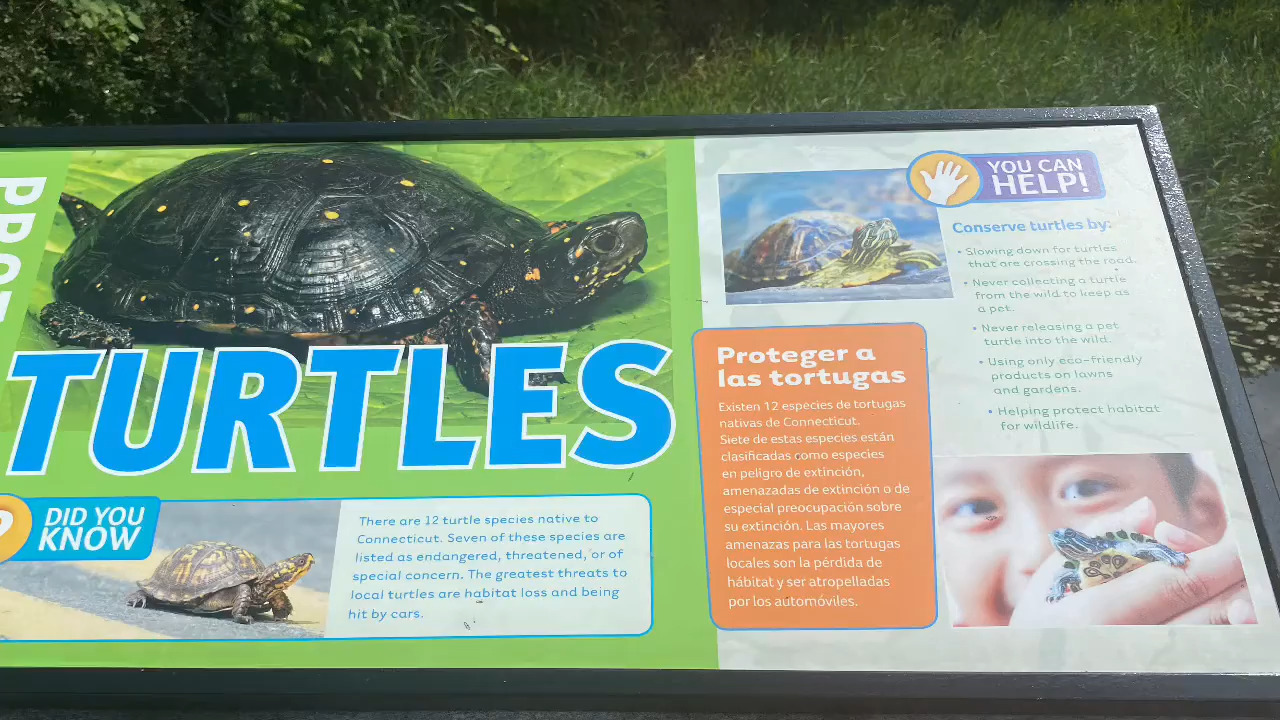 TURTLES
DID YOU
KNOW
There are 12 turtle species native to
Connecticut. Seven of these species are
listed as endangered, threatened, or of
special concern. The greatest threats to
local turtles are habitat loss and being
hit by cars.
Proteger a
las tortugas
Existen 12 especies de tortugas
nativas de Connecticut.
Siete de estas especies están
clasificadas como especies
en peligro de extinción,
amenazadas de extinción o de
especial preocupación sobre
su extinción. Las mayores
amenazas para las tortugas
locales son la pérdida de
hábitat y ser atropelladas
por los automóviles.
YOU CAN
HELP!
Conserve turtles by:
• Slowing down for turtles
that are crossing the road.
• Never collecting a turtle
from the wild to keep as
a pet.
• Never releasing a pet
turtle into the wild.
• Using only eco-friendly
products on lawns
and gardens.
• Helping protect habitat
for wildlife.